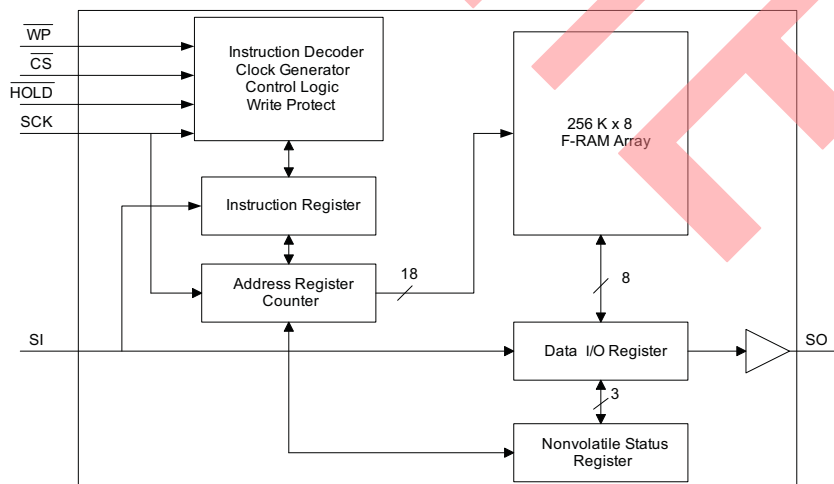 WP
CS
HOLD
SCK
Instruction Decoder
Clock Generator
Control Logic
Write Protect
256 K x 8
F-RAM Array
Instruction Register
Address Register
Counter
18
8
SI
Data I/O Register
SO
3
Nonvolatile Status
Register